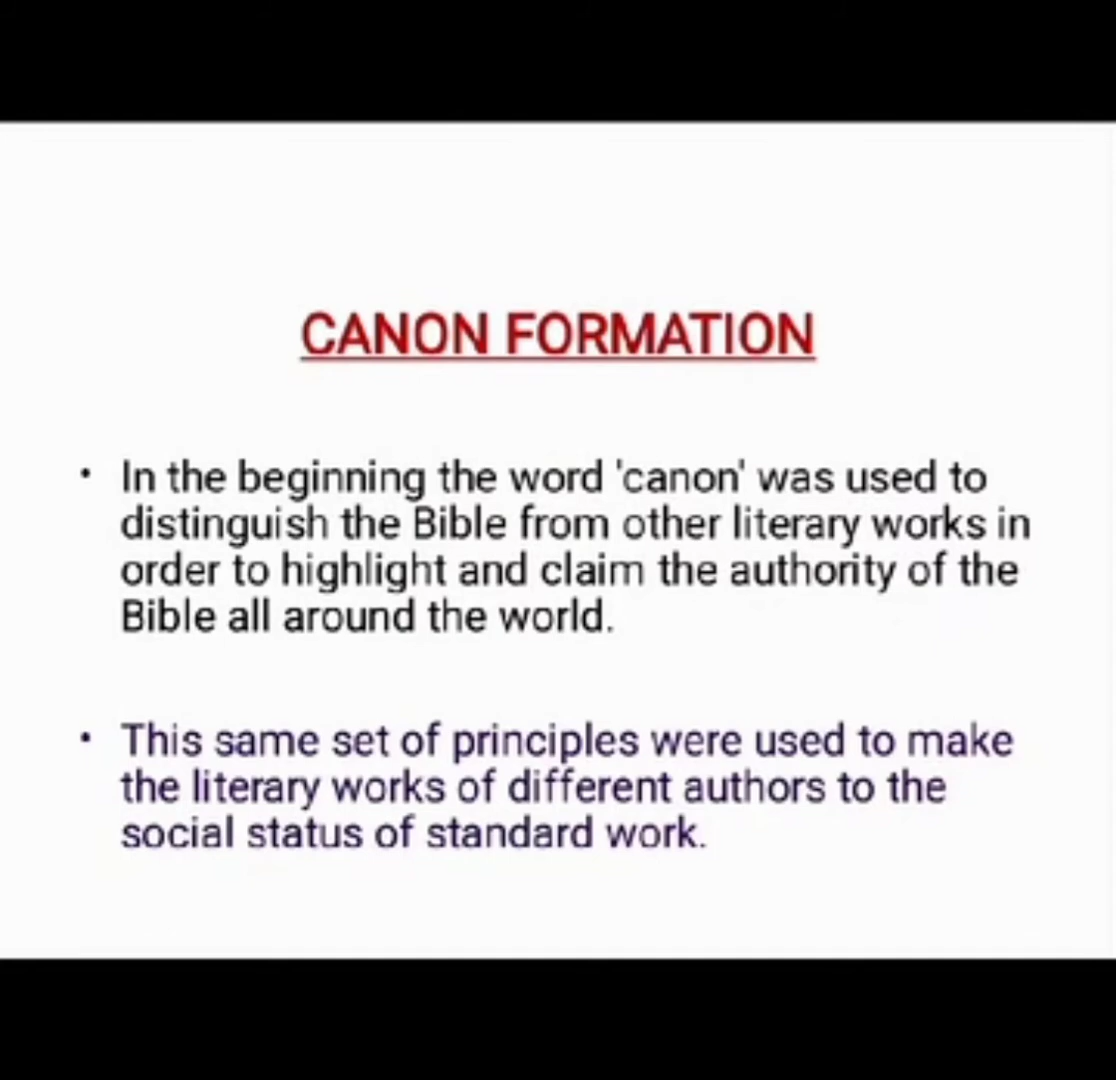 CANON FORMATION
• In the beginning the word 'canon' was used to
distinguish the Bible from other literary works in
order to highlight and claim the authority of the
Bible all around the world.
• This same set of principles were used to make
the literary works of different authors to the
social status of standard work.